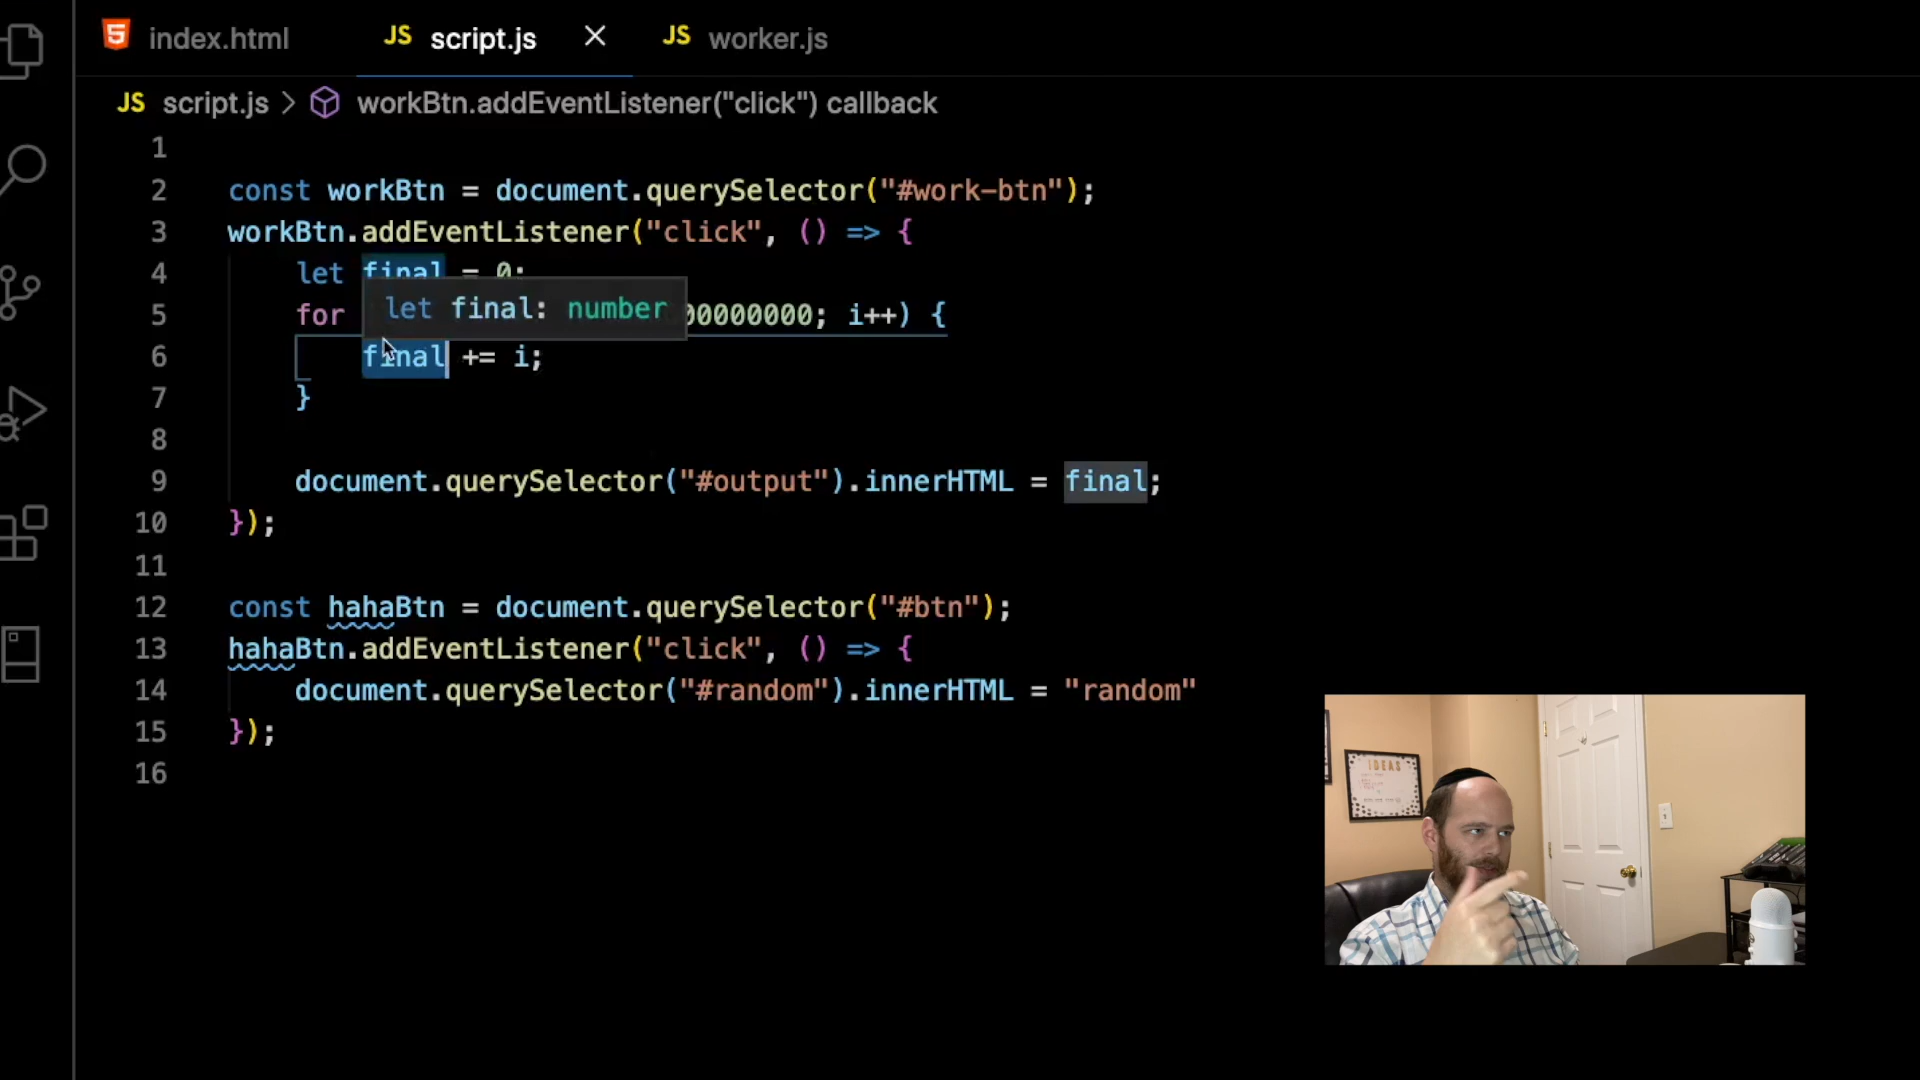 index.html JS script.js JS worker.js
JS script.js > workBtn.addEventListener("click") callback
1
2 const workBtn = document.querySelector("#work-btn");
3 workBtn.addEventListener("click", () => {
4 let final = 0;
let final: number
5 for 00000000; i++) {
6 final += i;
7 }
8
9 document.querySelector("#output").innerHTML = final;
10 });
11
12 const hahaBtn = document.querySelector("#btn");
13 hahaBtn.addEventListener("click", () => {
14 document.querySelector("#random").innerHTML = "random"
15 });
16
IDEAS